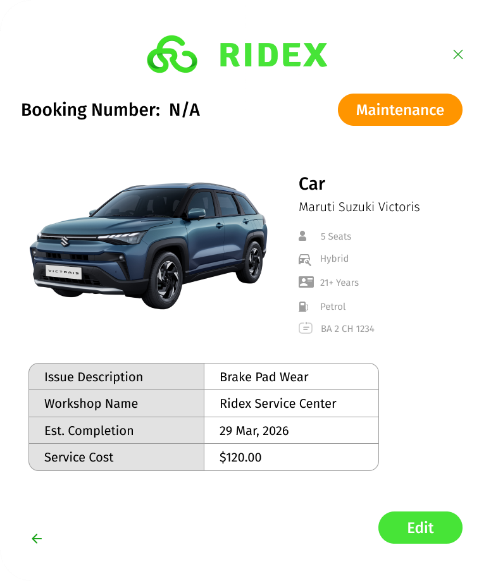 RIDEX
Booking Number: N/A
Maintenance
Car
Maruti Suzuki Victoris
5 Seats
Hybrid
21+ Years
Petrol
BA 2 CH 1234
VICTORIS
Issue Description Brake Pad Wear
Workshop Name Ridex Service Center
Est. Completion 29 Mar, 2026
Service Cost $120.00
Edit